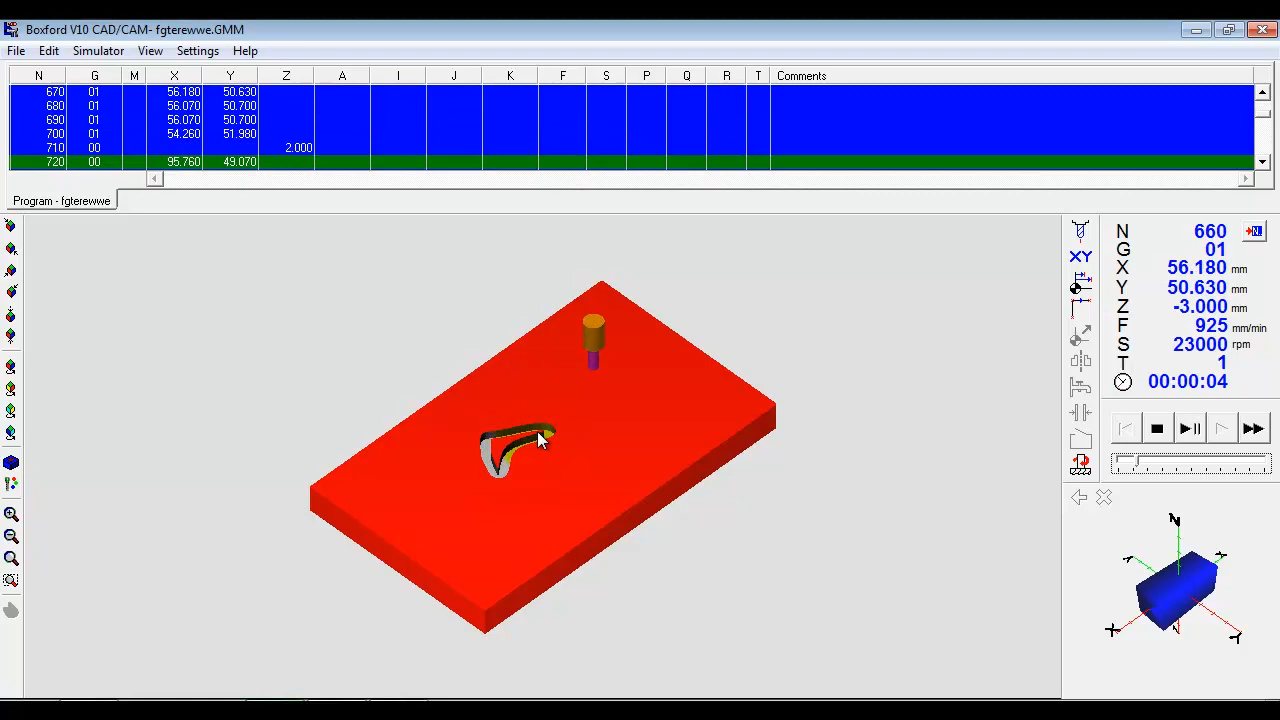 Boxford V10 CAD/CAM- fgterewwe.GMM
File Edit Simulator View Settings Help
N G M X Y Z A I J K F S P Q R T Comments
670 01 56.180 50.630
680 01 56.070 50.700
690 01 56.070 50.700
700 01 54.260 51.980
710 00 2.000
720 00 95.760 49.070
Program - fgterewwe
N 660
G 01
XY
X 56.180 mm
Y 50.630 mm
Z -3.000 mm
F 925 mm/min
S 23000 rpm
T 1
00:00:04